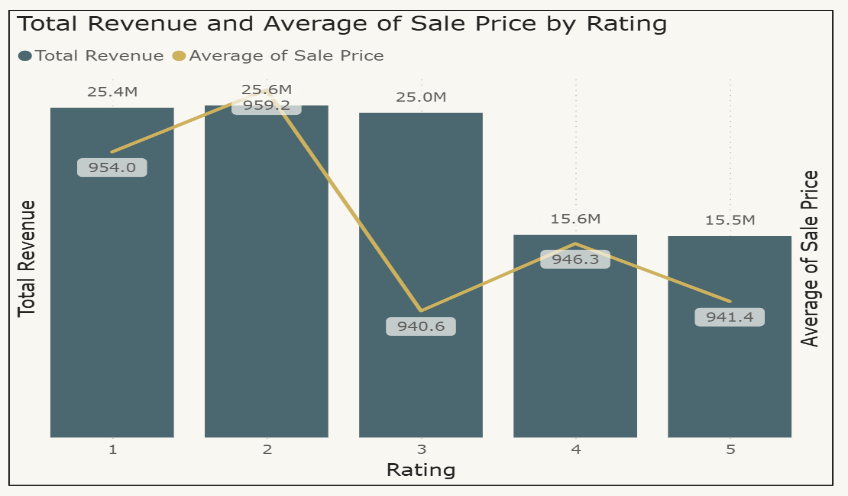 Total Revenue and Average of Sale Price by Rating
Total Revenue Average of Sale Price
25.4M
25.6M
25.0M
15.6M
15.5M
954.0
959.2
940.6
946.3
941.4
Total Revenue
Average of Sale Price
1 2 3 4 5
Rating